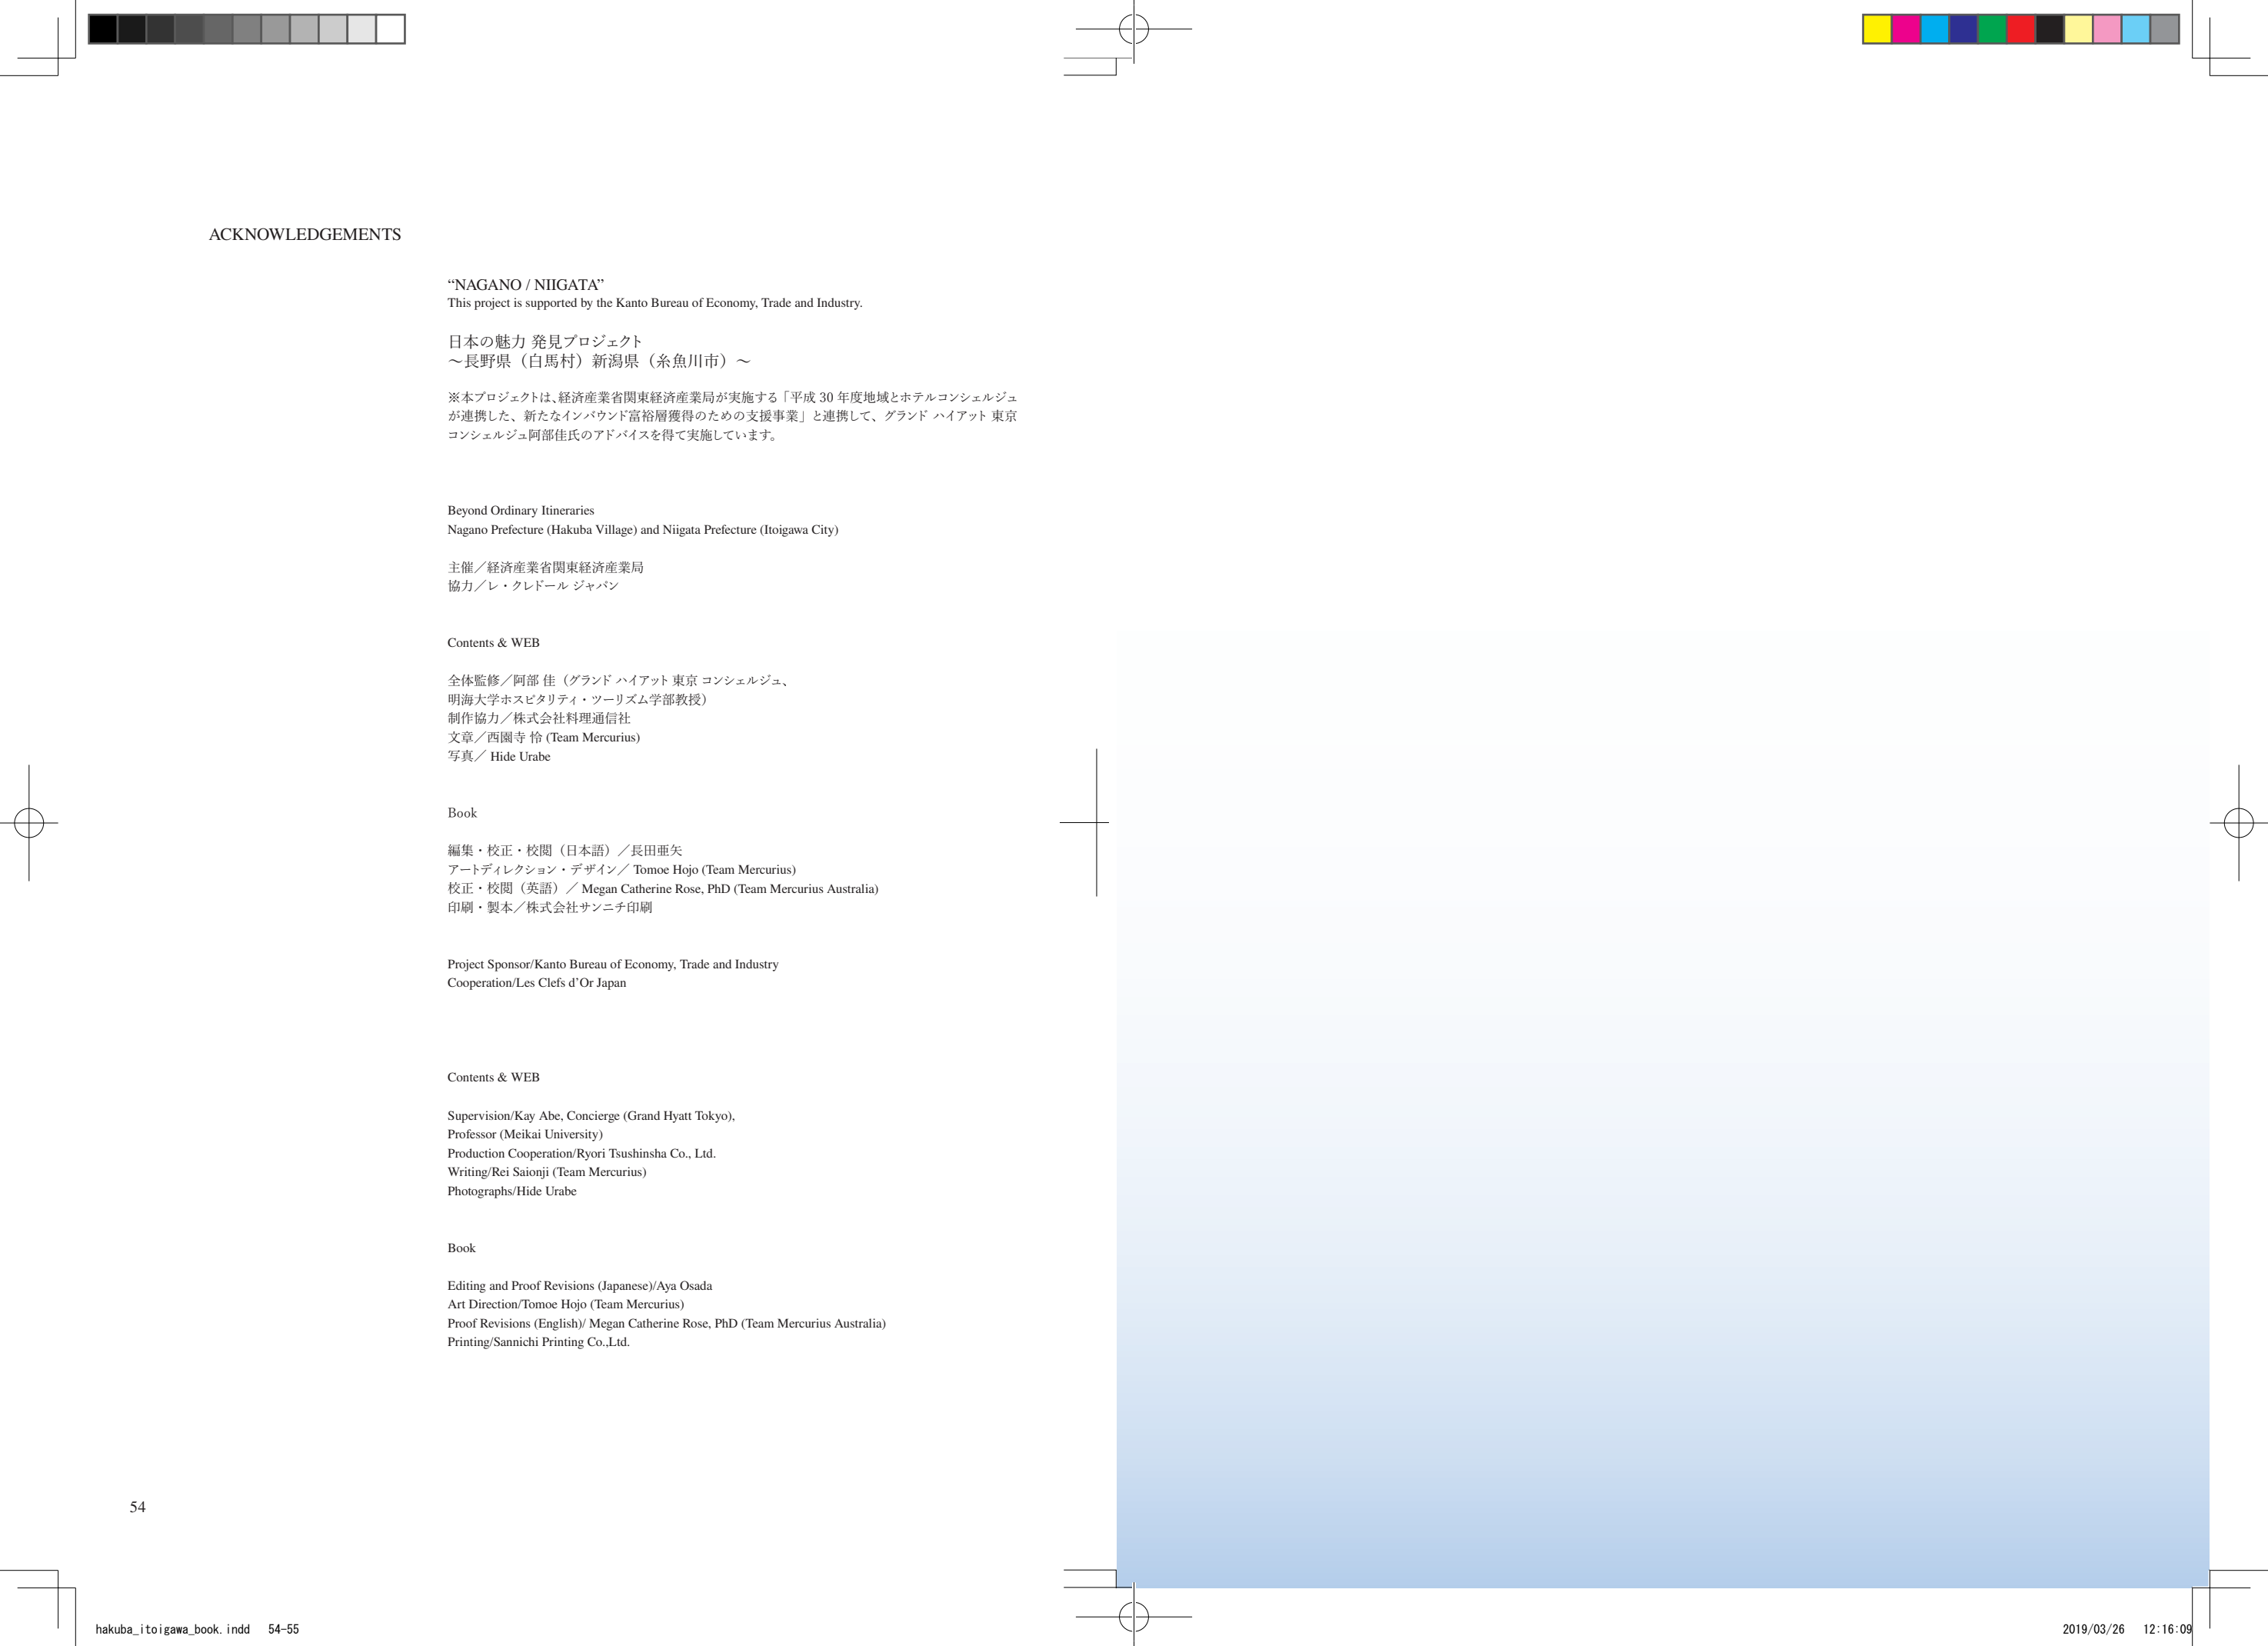 ACKNOWLEDGEMENTS
“NAGANO / NIIGATA”
This project is supported by the Kanto Bureau of Economy, Trade and Industry.
日本の魅力 発見プロジェクト
〜長野県（白馬村）新潟県（糸魚川市）〜
※本プロジェクトは、経済産業省関東経済産業局が実施する「平成 30 年度地域とホテルコンシェルジュ
が連携した、新たなインバウンド富裕層獲得のための支援事業」と連携して、グランド ハイアット 東京
コンシェルジュ阿部佳氏のアドバイスを得て実施しています。
Beyond Ordinary Itineraries
Nagano Prefecture (Hakuba Village) and Niigata Prefecture (Itoigawa City)
主催／経済産業省関東経済産業局
協力／レ・クレドール ジャパン
Contents & WEB
全体監修／阿部 佳（グランド ハイアット 東京 コンシェルジュ、
明海大学ホスピタリティ・ツーリズム学部教授）
制作協力／株式会社料理通信社
文章／西園寺 怜 (Team Mercurius)
写真／ Hide Urabe
Book
編集・校正・校閲（日本語）／長田亜矢
アートディレクション・デザイン／ Tomoe Hojo (Team Mercurius)
校正・校閲（英語）／ Megan Catherine Rose, PhD (Team Mercurius Australia)
印刷・製本／株式会社サンニチ印刷
Project Sponsor/Kanto Bureau of Economy, Trade and Industry
Cooperation/Les Clefs d’Or Japan
Contents & WEB
Supervision/Kay Abe, Concierge (Grand Hyatt Tokyo),
Professor (Meikai University)
Production Cooperation/Ryori Tsushinsha Co., Ltd.
Writing/Rei Saionji (Team Mercurius)
Photographs/Hide Urabe
Book
Editing and Proof Revisions (Japanese)/Aya Osada
Art Direction/Tomoe Hojo (Team Mercurius)
Proof Revisions (English)/ Megan Catherine Rose, PhD (Team Mercurius Australia)
Printing/Sannichi Printing Co.,Ltd.
54
hakuba_itoigawa_book.indd 54-55
2019/03/26 12:16:09